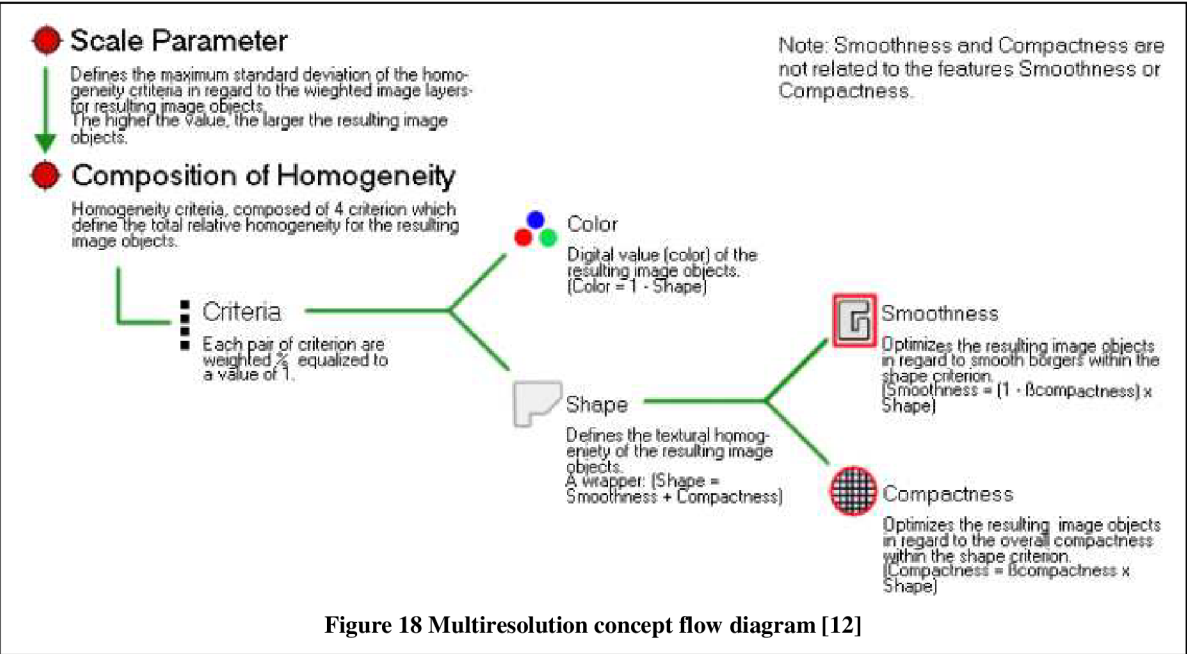 Scale Parameter
Defines the maximum standard deviation of the homo-
geneity crtiteria in regard to the wieghted image layers-
for resulting image objects.
The higher the value, the larger the resulting image
objects.
Note: Smoothness and Compactness are
not related to the features Smoothness or
Compactness.
Composition of Homogeneity
Homogeneity criteria, composed of 4 criterion which
define the total relative homogeneity for the resulting
image objects.
Criteria
Each pair of criterion are
weighted % equalized to
a value of 1.
Color
Digital value (color) of the
resulting image objects.
(Color = 1 - Shape)
Shape
Defines the textural homog-
eniety of the resulting image
objects.
A wrapper: (Shape =
Smoothness + Compactness)
Smoothness
Optimizes the resulting image objects
in regard to smooth borgers within the
shape criterion.
(Smoothness = (1 - ßcompactness) x
Shape)
Compactness
Optimizes the resulting image objects
in regard to the overall compactness
within the shape criterion.
(Compactness = ßcompactness x
Shape)
Figure 18 Multiresolution concept flow diagram [12]